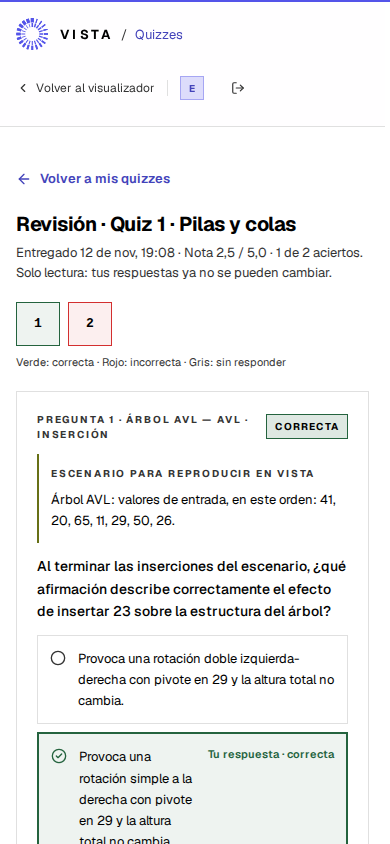 VISTA / Quizzes
Volver al visualizador E
Volver a mis quizzes
Revisión · Quiz 1 · Pilas y colas
Entregado 12 de nov, 19:08 · Nota 2,5 / 5,0 · 1 de 2 aciertos.
Solo lectura: tus respuestas ya no se pueden cambiar.
1 2
Verde: correcta · Rojo: incorrecta · Gris: sin responder
PREGUNTA 1 · ÁRBOL AVL — AVL ·
INSERCIÓN
CORRECTA
ESCENARIO PARA REPRODUCIR EN VISTA
Árbol AVL: valores de entrada, en este orden: 41,
20, 65, 11, 29, 50, 26.
Al terminar las inserciones del escenario, ¿qué
afirmación describe correctamente el efecto
de insertar 23 sobre la estructura del árbol?
Provoca una rotación doble izquierda-
derecha con pivote en 29 y la altura total no
cambia.
Provoca una
rotación simple a la
derecha con pivote
en 29 y la altura
total no cambia
Tu respuesta · correcta